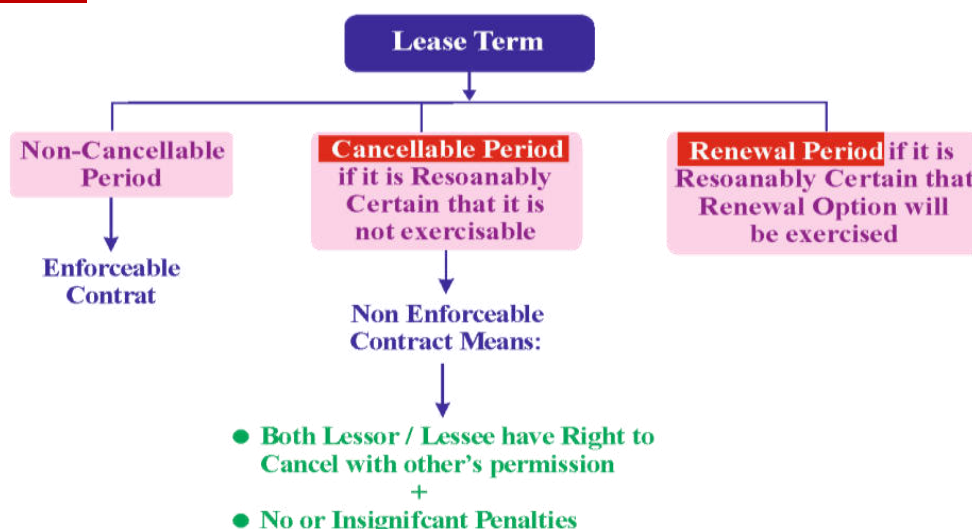 Lease Term
Non-Cancellable
Period
Enforceable
Contrat
Cancellable Period
if it is Resoanably
Certain that it is
not exercisable
Non Enforceable
Contract Means:
● Both Lessor / Lessee have Right to
Cancel with other's permission
+
● No or Insignifcant Penalties
Renewal Period if it is
Resoanably Certain that
Renewal Option will
be exercised